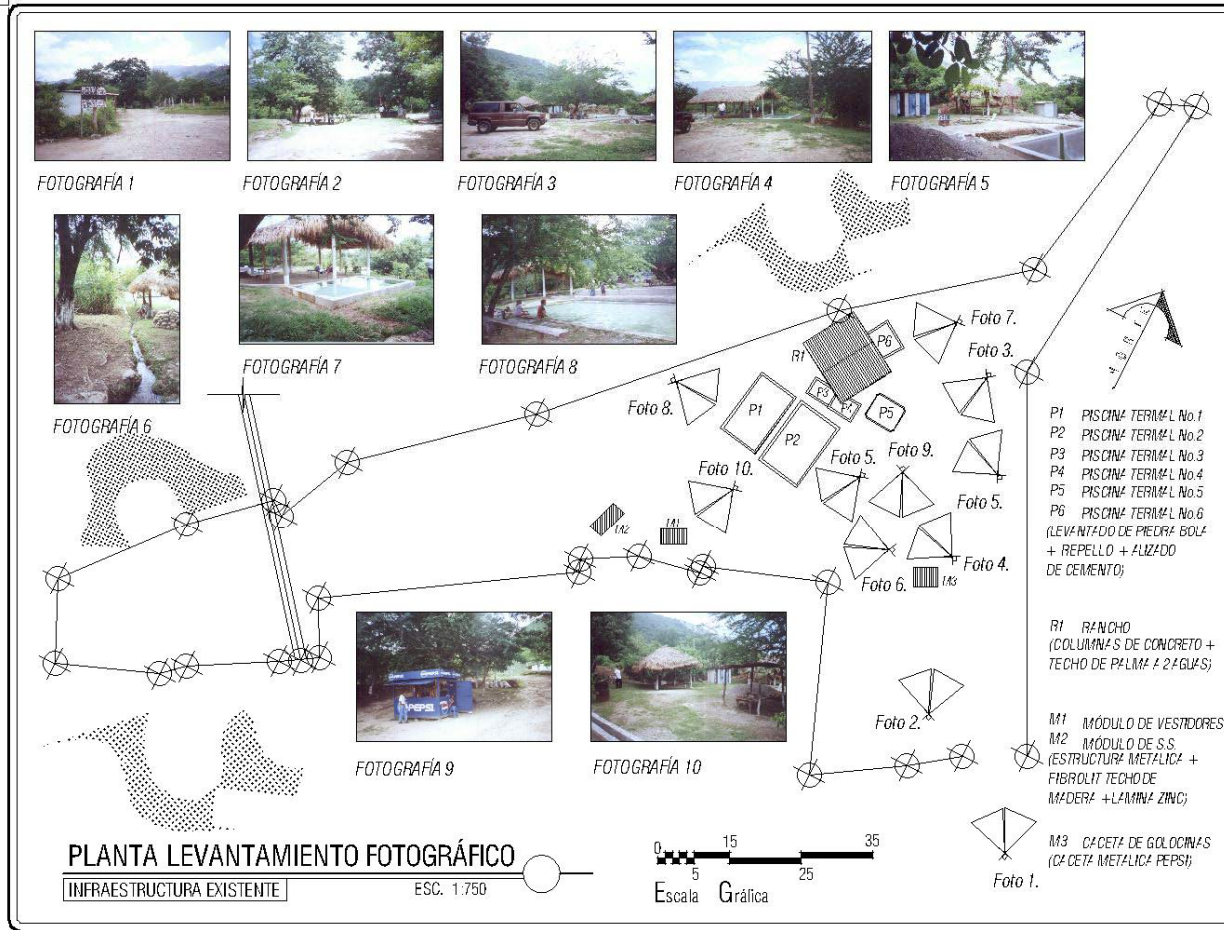 FOTOGRAFÍA 1
FOTOGRAFÍA 2
FOTOGRAFÍA 3
FOTOGRAFÍA 4
FOTOGRAFÍA 5
FOTOGRAFÍA 6
FOTOGRAFÍA 7
FOTOGRAFÍA 8
Foto 7.
Foto 3.
Foto 8.
R1
P6
P3
P4
P1
P2
P5
Foto 10.
Foto 5.
Foto 9.
Foto 5.
Foto 6.
Foto 4.
M2
M1
M3
NORTE
P1 PISCINA TERMAL No.1
P2 PISCINA TERMAL No.2
P3 PISCINA TERMAL No.3
P4 PISCINA TERMAL No.4
P5 PISCINA TERMAL No.5
P6 PISCINA TERMAL No.6
(LEVANTADO DE PIEDRA BOLA
+ REPELLO + ALIZADO
DE CEMENTO)
R1 RANCHO
(COLUMNAS DE CONCRETO +
TECHO DE PALMA A 2 AGUAS)
M1 MÓDULO DE VESTIDORES
M2 MÓDULO DE S.S.
(ESTRUCTURA METALICA +
FIBROLIT TECHO DE
MADERA + LAMINA ZINC)
M3 CACETA DE GOLOCINAS
(CACETA METALICA PEPSI)
PEPSI
FOTOGRAFÍA 9
FOTOGRAFÍA 10
Foto 2.
Foto 1.
PLANTA LEVANTAMIENTO FOTOGRÁFICO
INFRAESTRUCTURA EXISTENTE
ESC. 1:750
0 15 35
5 25
Escala Gráfica